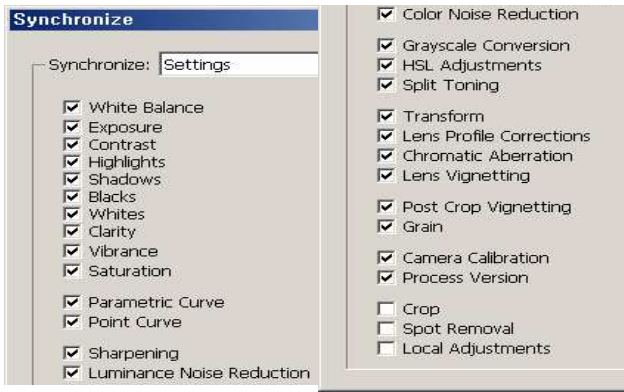 Synchronize
Synchronize: Settings
White Balance
Exposure
Contrast
Highlights
Shadows
Blacks
Whites
Clarity
Vibrance
Saturation
Parametric Curve
Point Curve
Sharpening
Luminance Noise Reduction
Color Noise Reduction
Grayscale Conversion
HSL Adjustments
Split Toning
Transform
Lens Profile Corrections
Chromatic Aberration
Lens Vignetting
Post Crop Vignetting
Grain
Camera Calibration
Process Version
Crop
Spot Removal
Local Adjustments